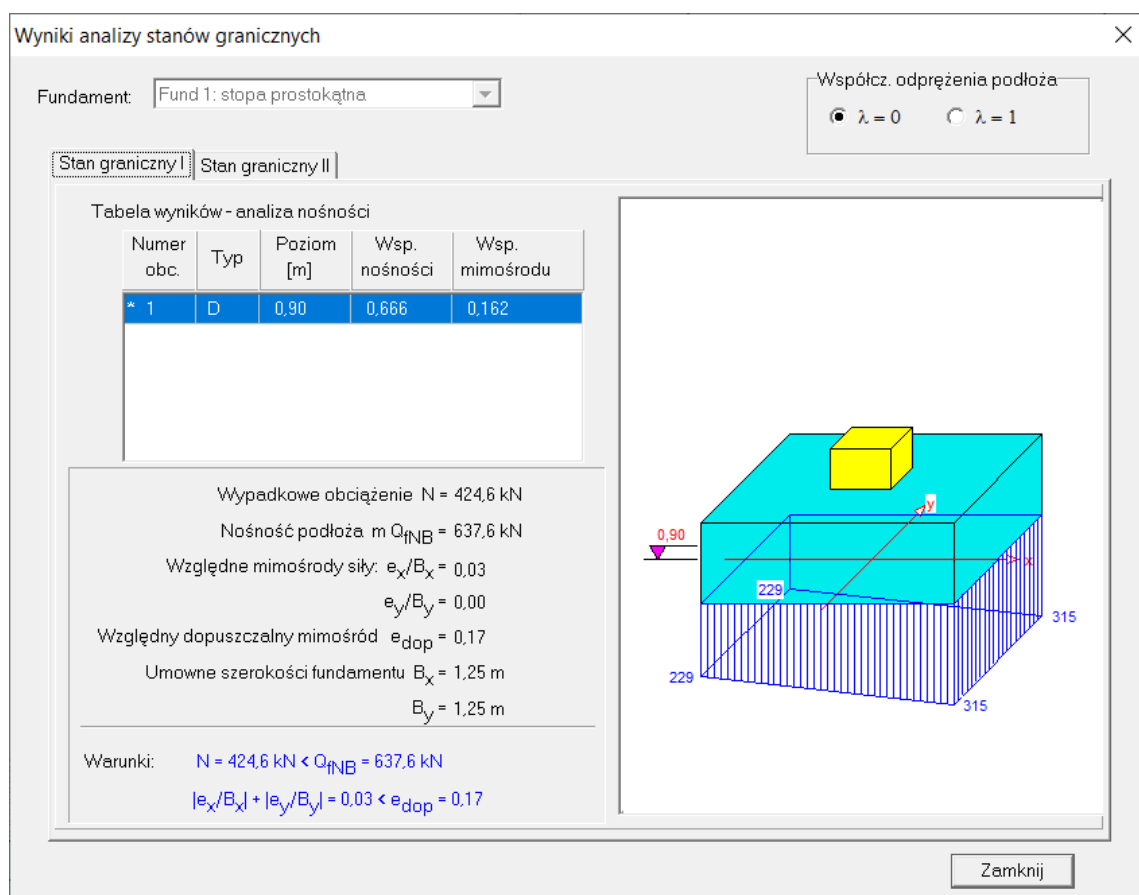 Wyniki analizy stanów granicznych
Fundament: Fund 1: stopa prostokątna
Współcz. odprężenia podłoża
λ = 0 λ = 1
Stan graniczny I Stan graniczny II
Tabela wyników - analiza nośności
Numer obc. Typ Poziom [m] Wsp. nośności Wsp. mimośrodu
* 1 D 0,90 0,666 0,162
Wypadkowe obciążenie N = 424,6 kN
Nośność podłoża m QfNB = 637,6 kN
Względne mimośrody siły: ex/Bx = 0,03
ey/By = 0,00
Względny dopuszczalny mimośród edop = 0,17
Umowne szerokości fundamentu Bx = 1,25 m
By = 1,25 m
Warunki: N = 424,6 kN < QfNB = 637,6 kN
|ex/Bx| + |ey/By| = 0,03 < edop = 0,17
y
0,90
x
229
315
229
315
Zamknij